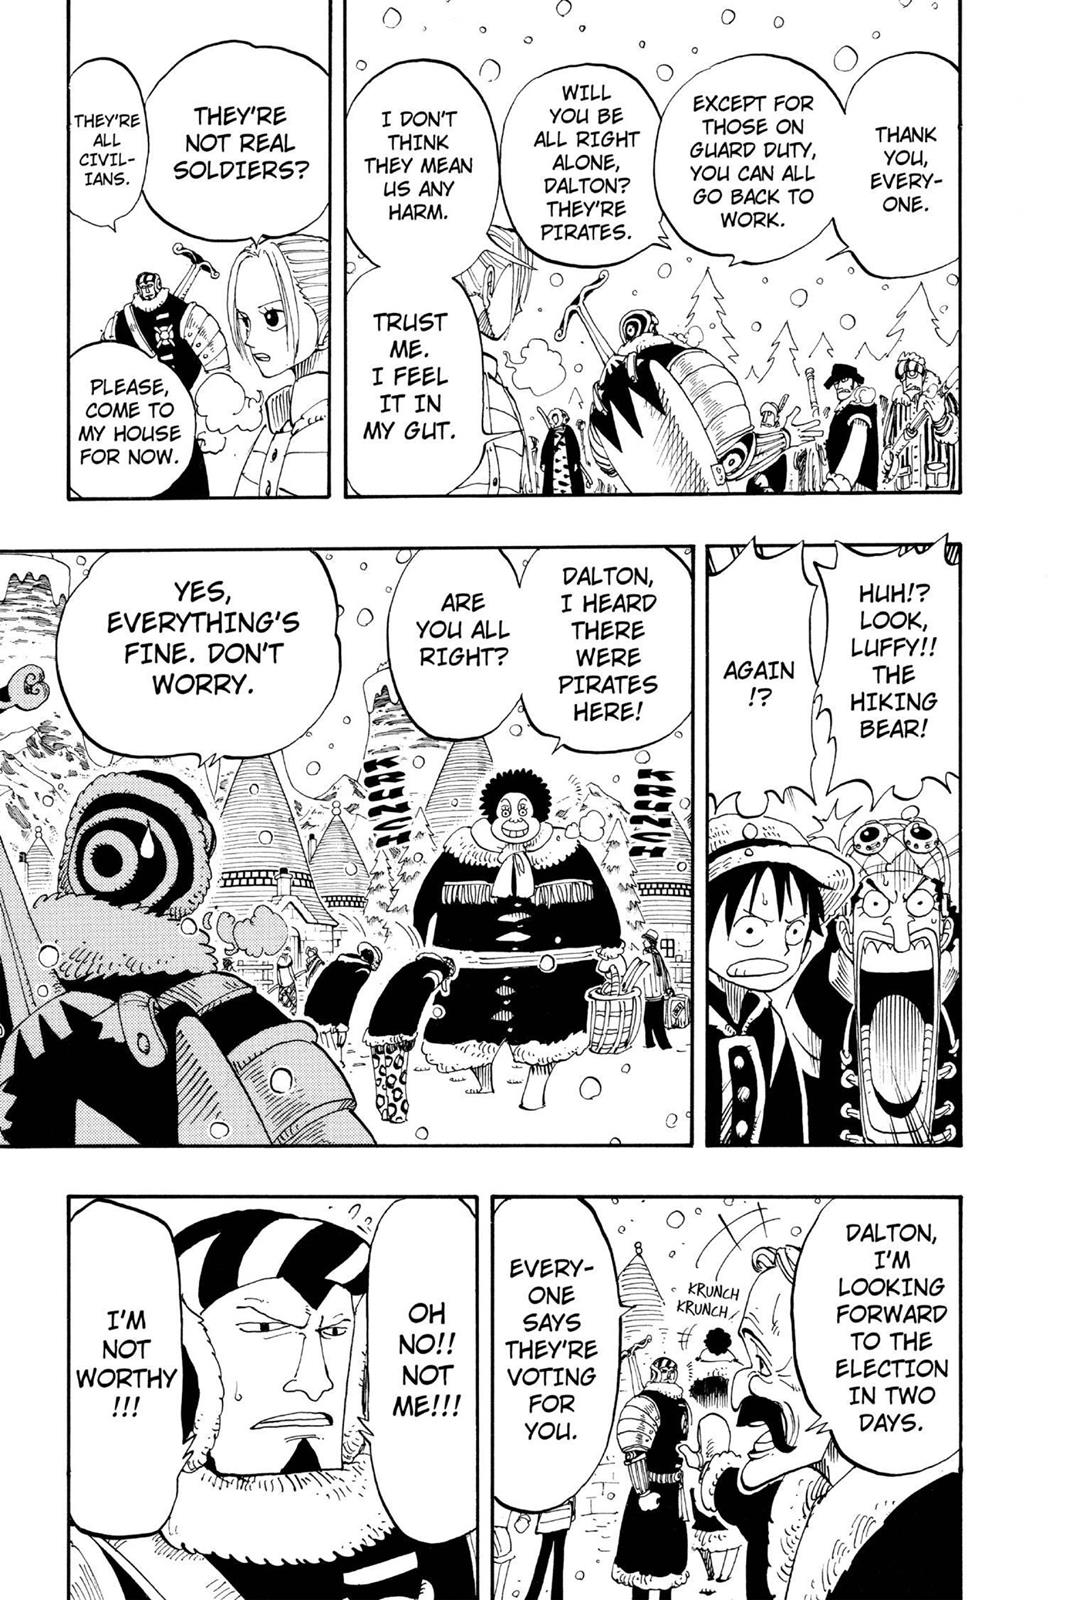 THANK
YOU,
EVERY-
ONE.
EXCEPT FOR
THOSE ON
GUARD DUTY,
YOU CAN ALL
GO BACK TO
WORK.
WILL
YOU BE
ALL RIGHT
ALONE,
DALTON?
THEY'RE
PIRATES.
I DON'T
THINK
THEY MEAN
US ANY
HARM.
TRUST
ME.
I FEEL
IT IN
MY GUT.
THEY'RE
NOT REAL
SOLDIERS?
THEY'RE
ALL
CIVIL-
IANS.
PLEASE,
COME TO
MY HOUSE
FOR NOW.
HUH!?
LOOK,
LUFFY!!
THE
HIKING
BEAR!
AGAIN
!?
DALTON,
I HEARD
THERE
WERE
PIRATES
HERE!
ARE
YOU ALL
RIGHT?
YES,
EVERYTHING'S
FINE. DON'T
WORRY.
KRUNCH
KRUNCH
DALTON,
I'M
LOOKING
FORWARD
TO THE
ELECTION
IN TWO
DAYS.
KRUNCH
KRUNCH
EVERY-
ONE
SAYS
THEY'RE
VOTING
FOR
YOU.
OH
NO!!
NOT
ME!!!
I'M
NOT
WORTHY
!!!